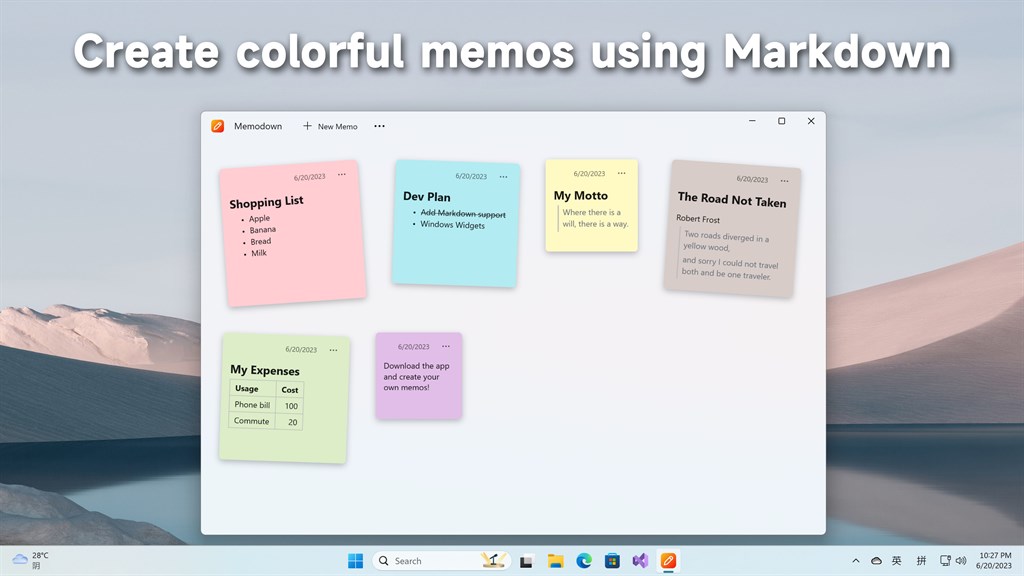 Create colorful memos using Markdown
Memodown
New Memo
6/20/2023
Shopping List
Apple
Banana
Bread
Milk
6/20/2023
Dev Plan
Add Markdown support
Windows Widgets
6/20/2023
My Motto
Where there is a
will, there is a way.
6/20/2023
The Road Not Taken
Robert Frost
Two roads diverged in a
yellow wood,
and sorry I could not travel
both and be one traveler.
6/20/2023
My Expenses
Usage Cost
Phone bill 100
Commute 20
6/20/2023
Download the app
and create your
own memos!
28°C
阴
Search
英
拼
10:27 PM
6/20/2023